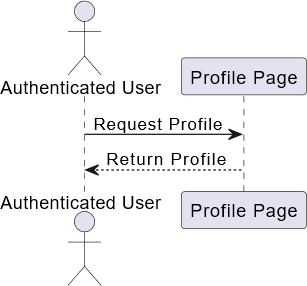 Authenticated User
Profile Page
Request Profile
Return Profile
Authenticated User
Profile Page